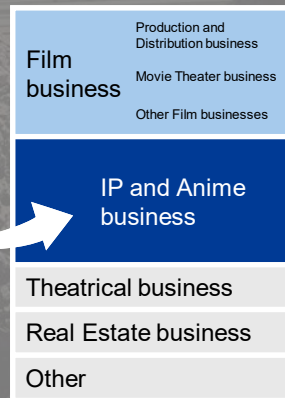 Film
business
Production and
Distribution business
Movie Theater business
Other Film businesses
IP and Anime
business
Theatrical business
Real Estate business
Other